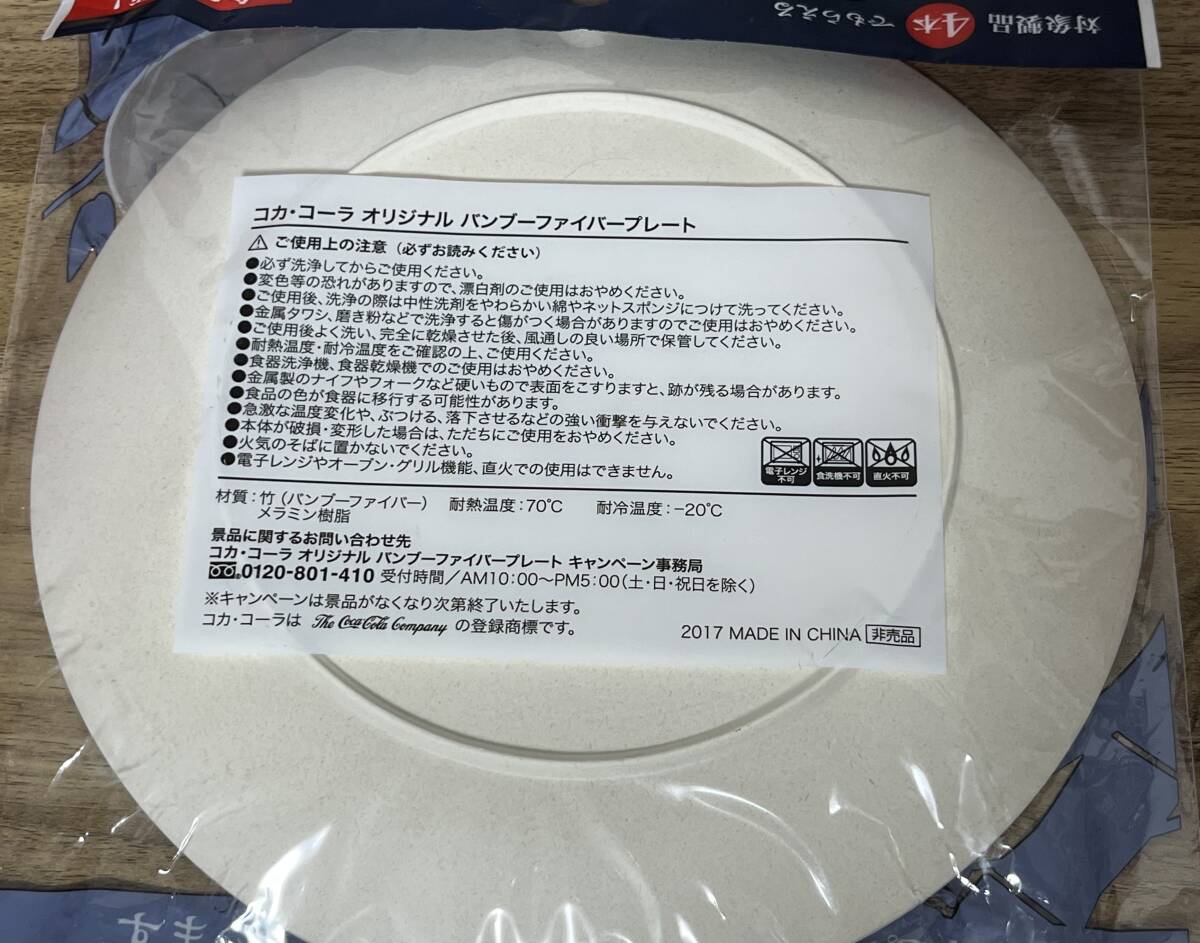 対象製品
4本
でもらえる
コカ・コーラ オリジナル バンブーファイバープレート
⚠ ご使用上の注意（必ずお読みください）
●必ず洗浄してからご使用ください。
●変色等の恐れがありますので、漂白剤のご使用はおやめください。
●ご使用後、洗浄の際は中性洗剤をやわらかい綿やネットスポンジにつけて洗ってください。
●金属タワシ、磨き粉などで洗浄すると傷がつく場合がありますのでご使用はおやめください。
●ご使用後よく洗い、完全に乾燥させた後、風通しの良い場所で保管してください。
●耐熱温度・耐冷温度をご確認の上、ご使用ください。
●食器洗浄機、食器乾燥機でのご使用はおやめください。
●金属製のナイフやフォークなど硬いもので表面をこすりますと、跡が残る場合があります。
●食品の色が食器に移行する可能性があります。
●急激な温度変化や、ぶつける、落下させるなどの強い衝撃を与えないでください。
●本体が破損・変形した場合は、ただちにご使用をおやめください。
●火気のそばに置かないでください。
●電子レンジやオーブン・グリル機能、直火での使用はできません。
電子レンジ
不可
食洗機不可
直火不可
材質：竹（バンブーファイバー） 耐熱温度：70℃ 耐冷温度：−20℃
メラミン樹脂
景品に関するお問い合わせ先
コカ・コーラ オリジナル バンブーファイバープレート キャンペーン事務局
0120-801-410 受付時間／AM10：00〜PM5：00（土・日・祝日を除く）
※キャンペーンは景品がなくなり次第終了いたします。
コカ・コーラは The Coca-Cola Company の登録商標です。
2017 MADE IN CHINA 非売品
ます